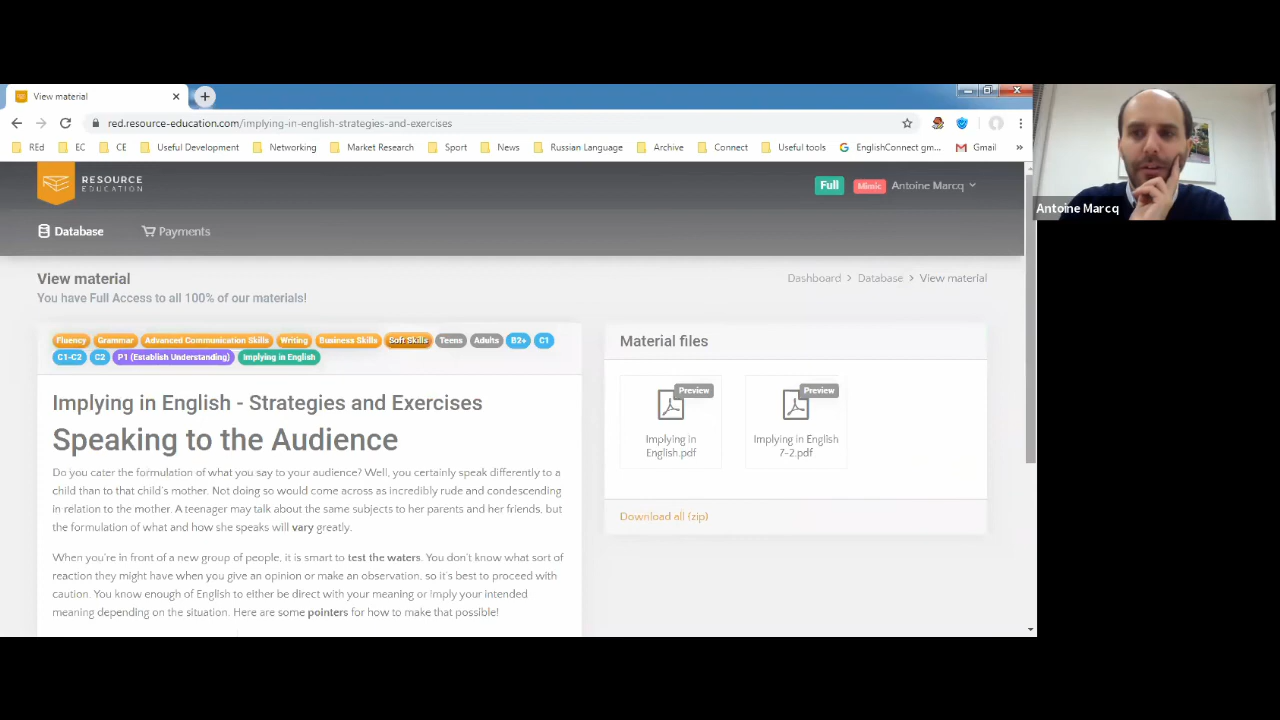 View material
red.resource-education.com/implying-in-english-strategies-and-exercises
REd EC CE Useful Development Networking Market Research Sport News Russian Language Archive Connect Useful tools EnglishConnect gm... Gmail »
RESOURCE
EDUCATION
Full Mimic Antoine Marcq
Database Payments
View material
You have Full Access to all 100% of our materials!
Dashboard > Database > View material
Fluency Grammar Advanced Communication Skills Writing Business Skills Soft Skills Teens Adults B2+ C1
C1-C2 C2 P1 (Establish Understanding) Implying in English
Implying in English - Strategies and Exercises
Speaking to the Audience
Do you cater the formulation of what you say to your audience? Well, you certainly speak differently to a
child than to that child's mother. Not doing so would come across as incredibly rude and condescending
in relation to the mother. A teenager may talk about the same subjects to her parents and her friends, but
the formulation of what and how she speaks will vary greatly.
When you're in front of a new group of people, it is smart to test the waters. You don't know what sort of
reaction they might have when you give an opinion or make an observation, so it's best to proceed with
caution. You know enough of English to either be direct with your meaning or imply your intended
meaning depending on the situation. Here are some pointers for how to make that possible!
Material files
Preview
Implying in
English.pdf
Preview
Implying in English
7-2.pdf
Download all (zip)
Antoine Marcq